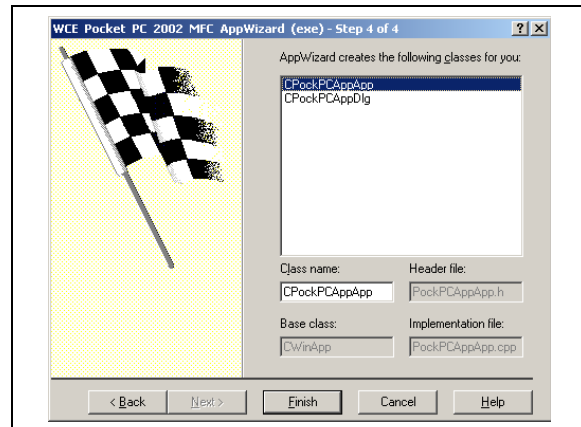 WCE Pocket PC 2002 MFC AppWizard (exe) - Step 4 of 4
AppWizard creates the following classes for you:
CPockPCAppApp
CPockPCAppDlg
Class name:
Header file:
CPockPCAppApp
PockPCAppApp.h
Base class:
Implementation file:
CWinApp
PockPCAppApp.cpp
< Back
Next >
Finish
Cancel
Help